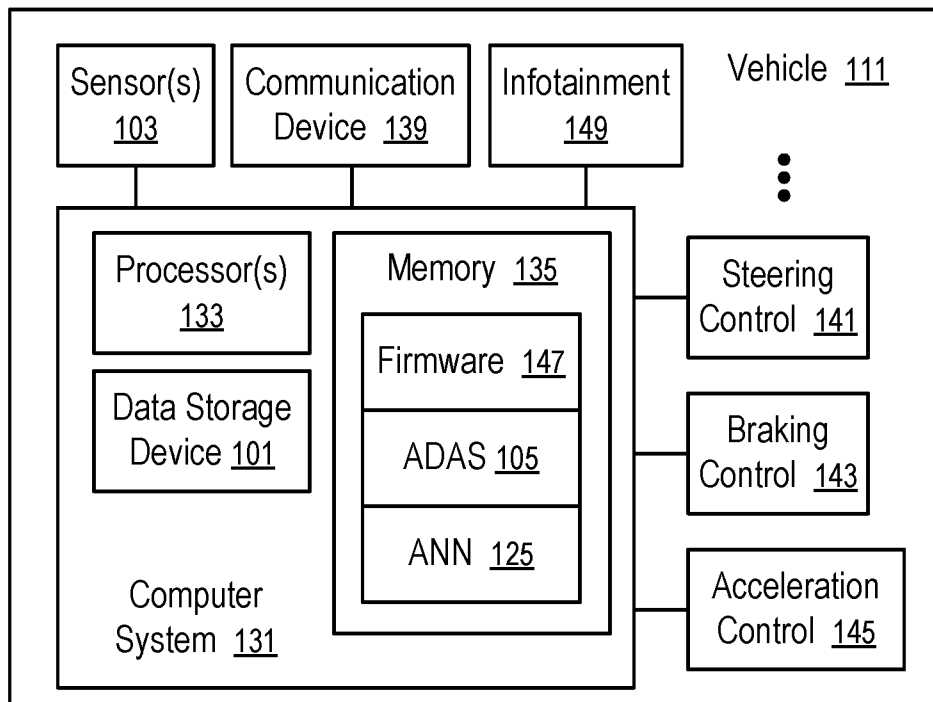 Sensor(s)
103
Communication
Device 139
Infotainment
149
Vehicle 111
Processor(s)
133
Data Storage
Device 101
Computer
System 131
Memory 135
Firmware 147
ADAS 105
ANN 125
Steering
Control 141
Braking
Control 143
Acceleration
Control 145